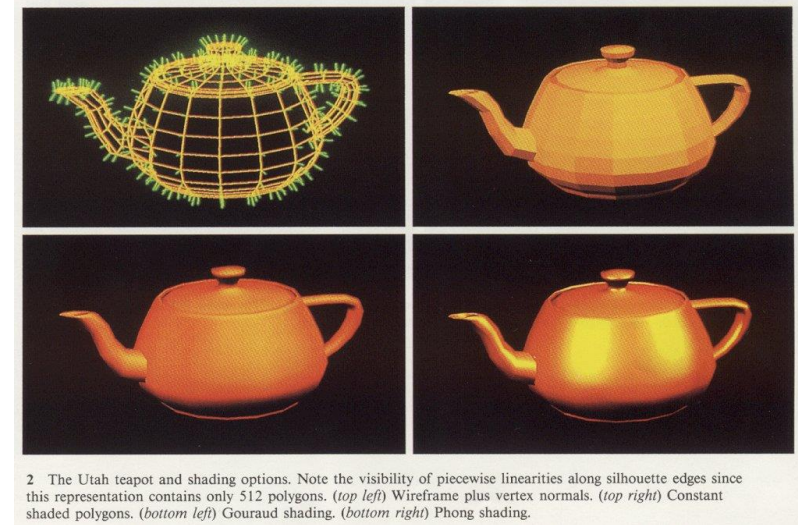 2 The Utah teapot and shading options. Note the visibility of piecewise linearities along silhouette edges since
this representation contains only 512 polygons. (top left) Wireframe plus vertex normals. (top right) Constant
shaded polygons. (bottom left) Gouraud shading. (bottom right) Phong shading.